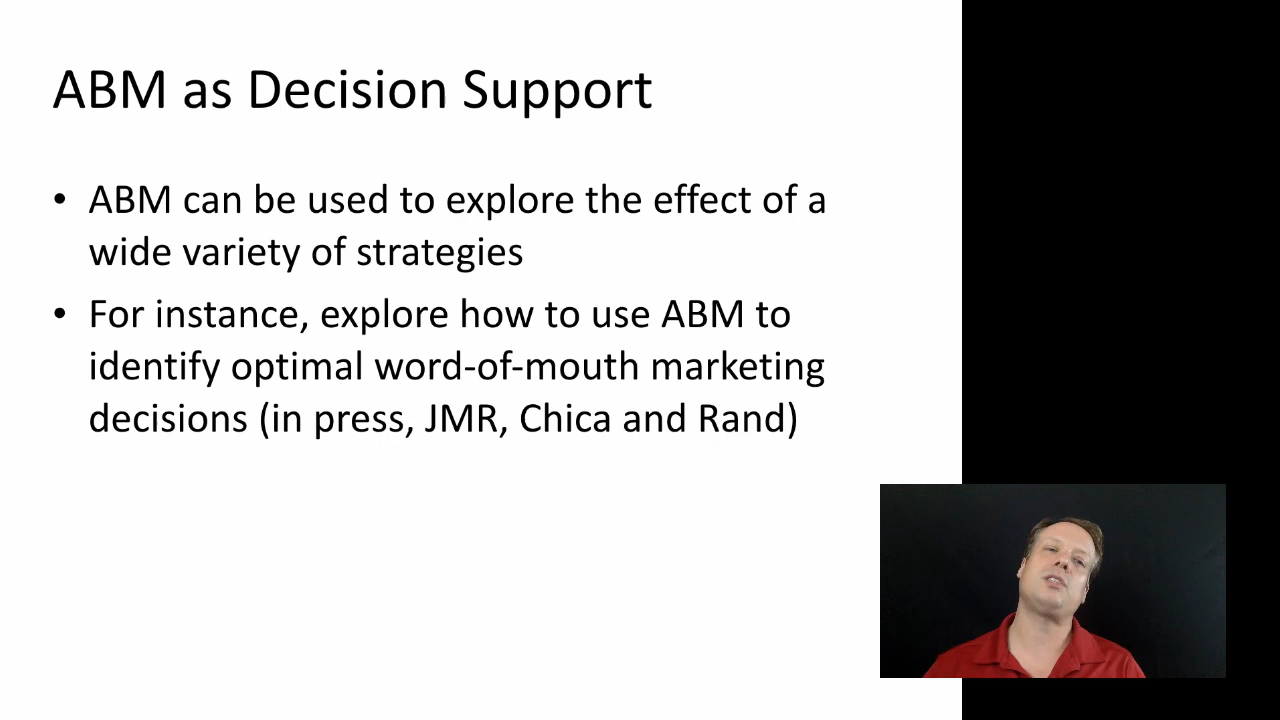 ABM as Decision Support
• ABM can be used to explore the effect of a
wide variety of strategies
• For instance, explore how to use ABM to
identify optimal word-of-mouth marketing
decisions (in press, JMR, Chica and Rand)